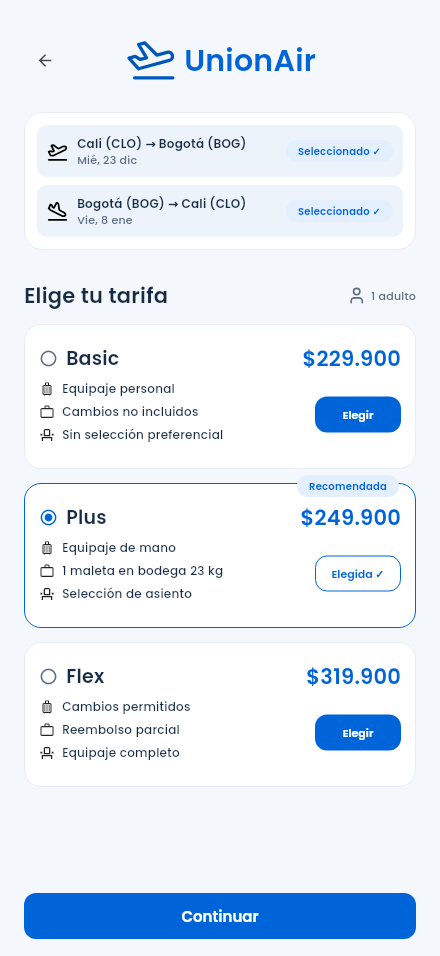 UnionAir
Cali (CLO) → Bogotá (BOG)
Mié, 23 dic
Seleccionado ✓
Bogotá (BOG) → Cali (CLO)
Vie, 8 ene
Seleccionado ✓
Elige tu tarifa
1 adulto
Basic
$229.900
Equipaje personal
Cambios no incluidos
Sin selección preferencial
Elegir
Recomendada
Plus
$249.900
Equipaje de mano
1 maleta en bodega 23 kg
Selección de asiento
Elegida ✓
Flex
$319.900
Cambios permitidos
Reembolso parcial
Equipaje completo
Elegir
Continuar